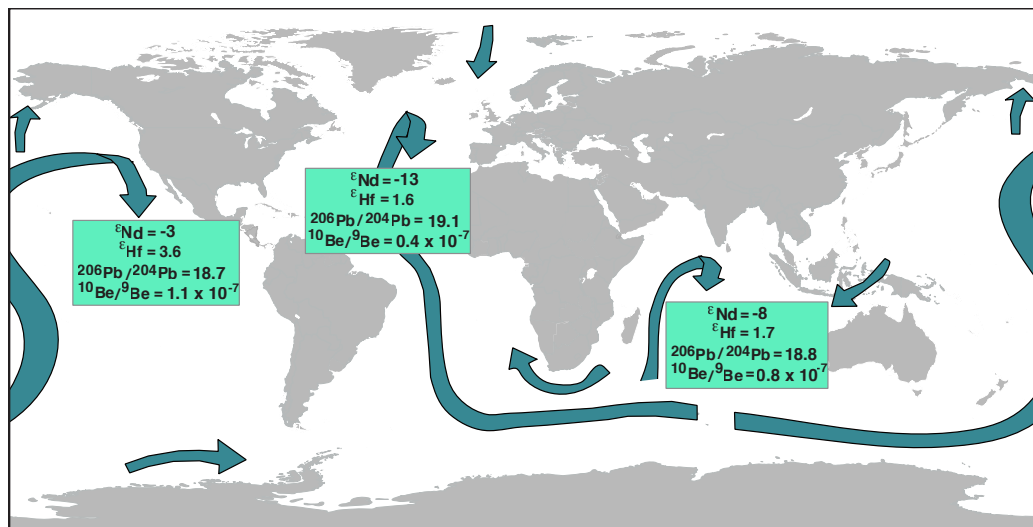 εNd = -3
εHf = 3.6
206Pb/204Pb = 18.7
10Be/9Be = 1.1 x 10-7
εNd = -13
εHf = 1.6
206Pb/204Pb = 19.1
10Be/9Be = 0.4 x 10-7
εNd = -8
εHf = 1.7
206Pb/204Pb = 18.8
10Be/9Be = 0.8 x 10-7